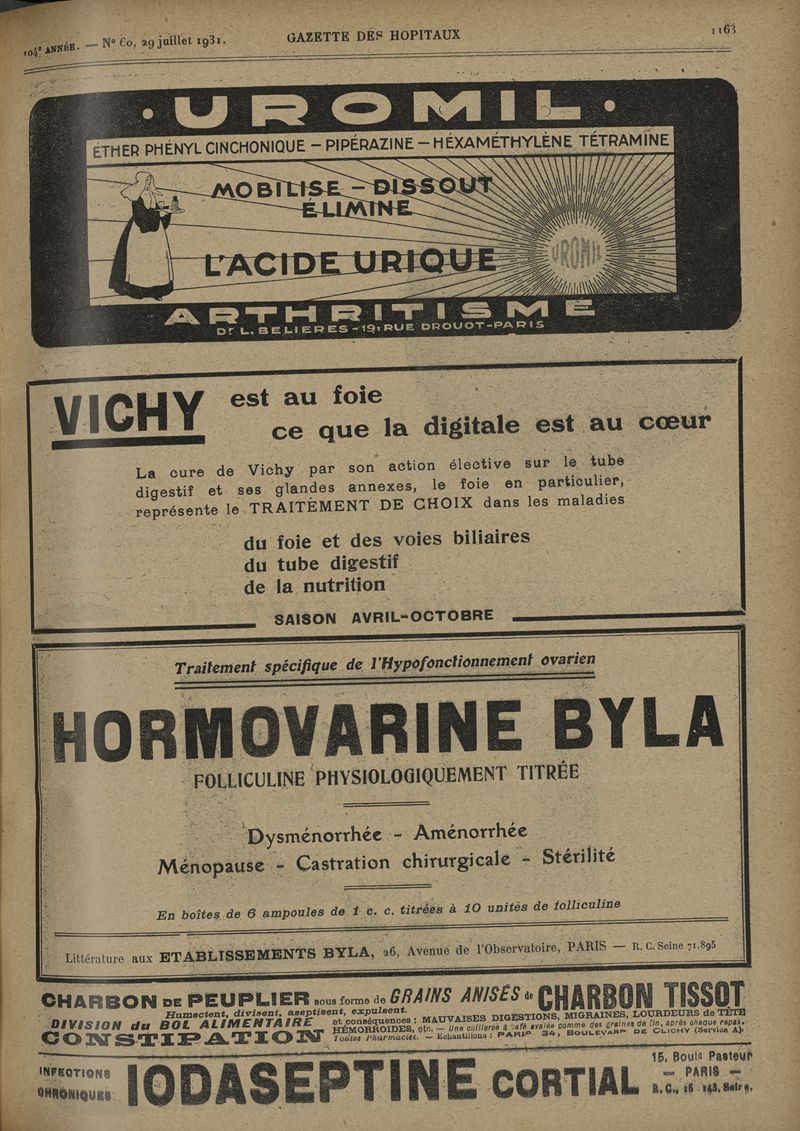 104e ANNÉE. — No 60, 29 juillet 1931.
GAZETTE DES HOPITAUX
1163
· UROMIL ·
ÉTHER PHÉNYL CINCHONIQUE – PIPÉRAZINE – HÉXAMÉTHYLÈNE TÉTRAMINE
MOBILISE – DISSOUT
ÉLIMINE
L'ACIDE URIQUE
UROMIL
ARTHRITISME
Dr L. BELIERES – 19, RUE DROUOT – PARIS
VICHY est au foie
ce que la digitale est au cœur
La cure de Vichy par son action élective sur le tube
digestif et ses glandes annexes, le foie en particulier,
représente le TRAITEMENT DE CHOIX dans les maladies
du foie et des voies biliaires
du tube digestif
de la nutrition
SAISON AVRIL-OCTOBRE
Traitement spécifique de l'Hypofonctionnement ovarien
HORMOVARINE BYLA
FOLLICULINE PHYSIOLOGIQUEMENT TITRÉE
Dysménorrhée - Aménorrhée
Ménopause - Castration chirurgicale - Stérilité
En boîtes de 6 ampoules de 1 c. c. titrées à 10 unités de folliculine
Littérature aux ETABLISSEMENTS BYLA, 26, Avenue de l'Observatoire, PARIS — R. C. Seine 71.895
CHARBON DE PEUPLIER sous forme de GRAINS ANISÉS de CHARBON TISSOT
Humectent, divisent, aseptisent, expulsent.
DIVISION du BOL ALIMENTAIRE
CONSTIPATION
et conséquences : MAUVAISES DIGESTIONS, MIGRAINES, LOURDEURS de TÊTE
HÉMORROIDES, etc. — Une cuillerée à café avalée comme des graines de lin, après chaque repas.
Toutes Pharmacies. — Echantillons : PARIS 34, BOULEVARD DE CLICHY (Service A)
INFECTIONS
CHRONIQUES
IODASEPTINE CORTIAL
15, Boulд Pasteur
— PARIS —